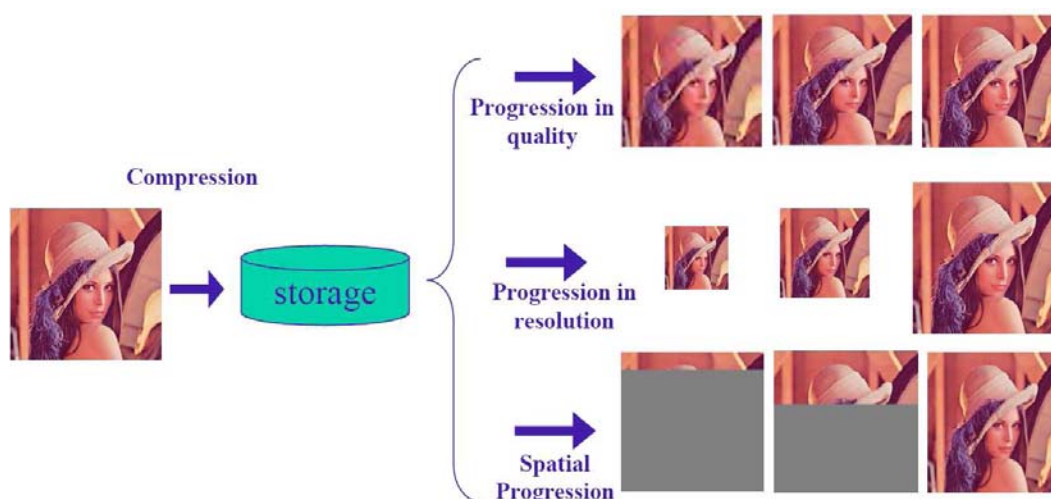 Compression
storage
Progression in
quality
Progression in
resolution
Spatial
Progression